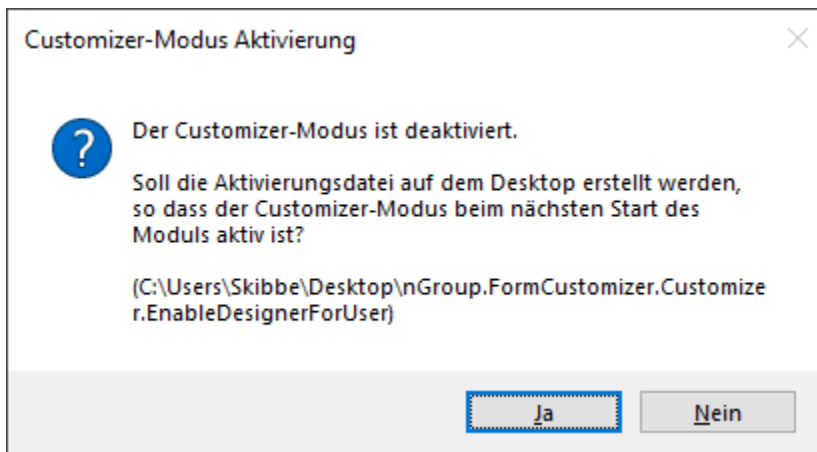 Customizer-Modus Aktivierung
?
Der Customizer-Modus ist deaktiviert.
Soll die Aktivierungsdatei auf dem Desktop erstellt werden,
so dass der Customizer-Modus beim nächsten Start des
Moduls aktiv ist?
(C:\Users\Skibbe\Desktop\nGroup.FormCustomizer.Customize
r.EnableDesignerForUser)
Ja
Nein